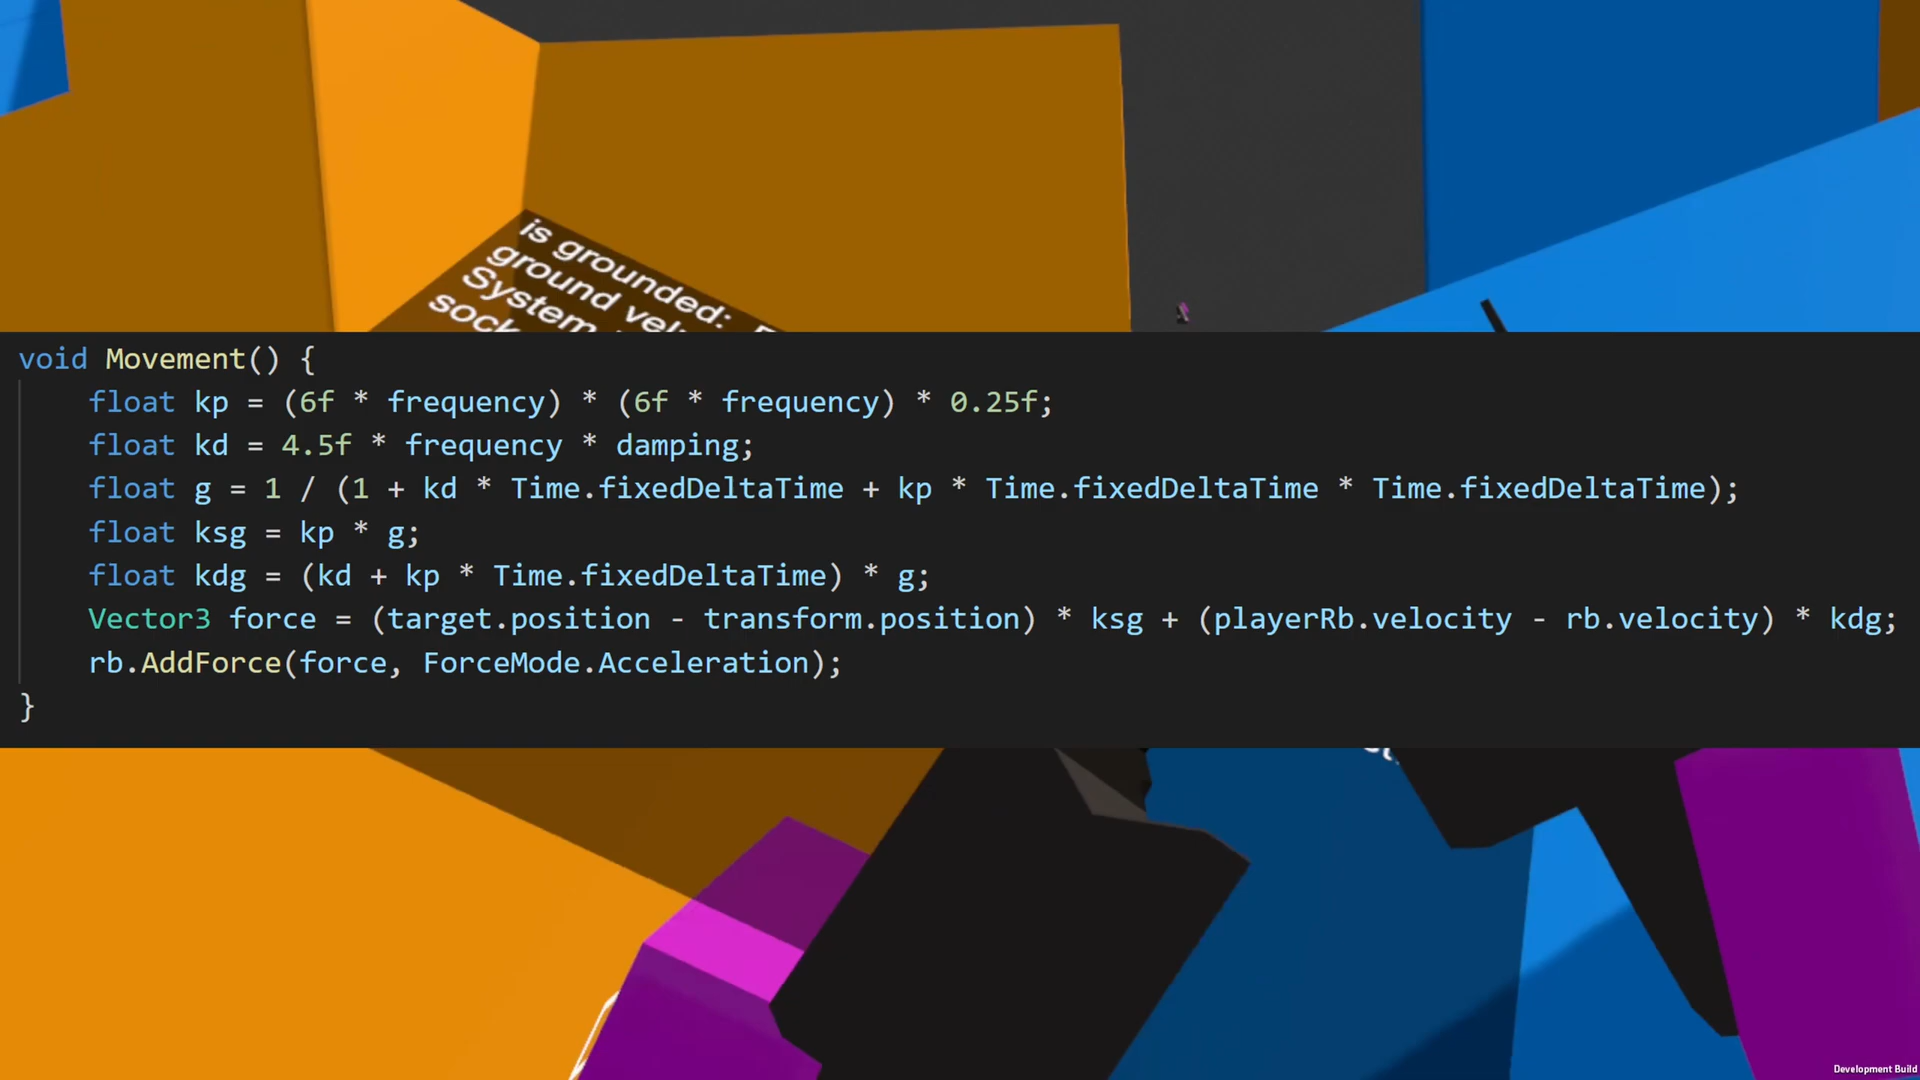 is grounded:
ground vel
System
sock
void Movement() {
float kp = (6f * frequency) * (6f * frequency) * 0.25f;
float kd = 4.5f * frequency * damping;
float g = 1 / (1 + kd * Time.fixedDeltaTime + kp * Time.fixedDeltaTime * Time.fixedDeltaTime);
float ksg = kp * g;
float kdg = (kd + kp * Time.fixedDeltaTime) * g;
Vector3 force = (target.position - transform.position) * ksg + (playerRb.velocity - rb.velocity) * kdg;
rb.AddForce(force, ForceMode.Acceleration);
}
Development Build